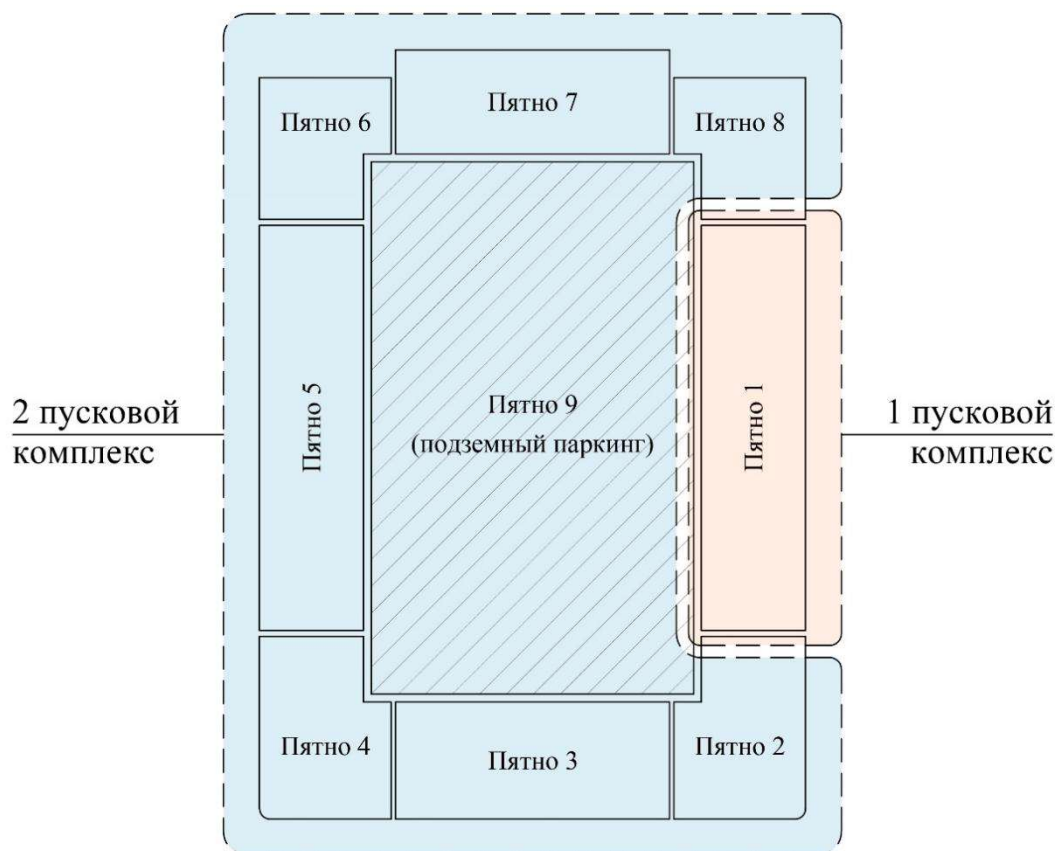 Пятно 7
Пятно 6
Пятно 8
2 пусковой
комплекс
Пятно 5
Пятно 9
(подземный паркинг)
Пятно 1
1 пусковой
комплекс
Пятно 4
Пятно 3
Пятно 2